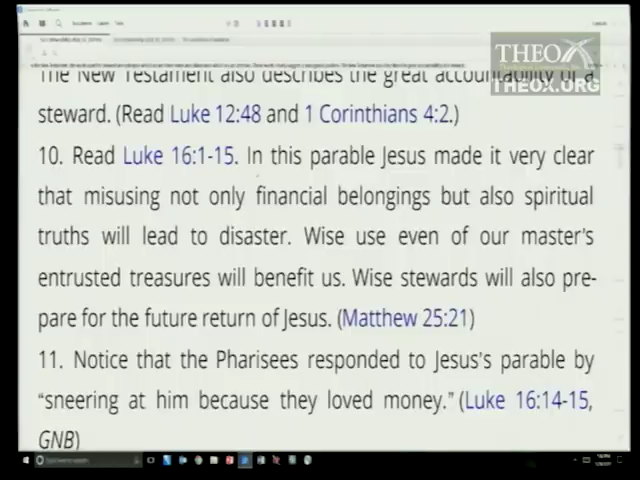 THEOX
THEOX.ORG
The New Testament also describes the great accountability of a
steward. (Read Luke 12:48 and 1 Corinthians 4:2.)
10. Read Luke 16:1-15. In this parable Jesus made it very clear
that misusing not only financial belongings but also spiritual
truths will lead to disaster. Wise use even of our master's
entrusted treasures will benefit us. Wise stewards will also pre-
pare for the future return of Jesus. (Matthew 25:21)
11. Notice that the Pharisees responded to Jesus's parable by
"sneering at him because they loved money." (Luke 16:14-15,
GNB)